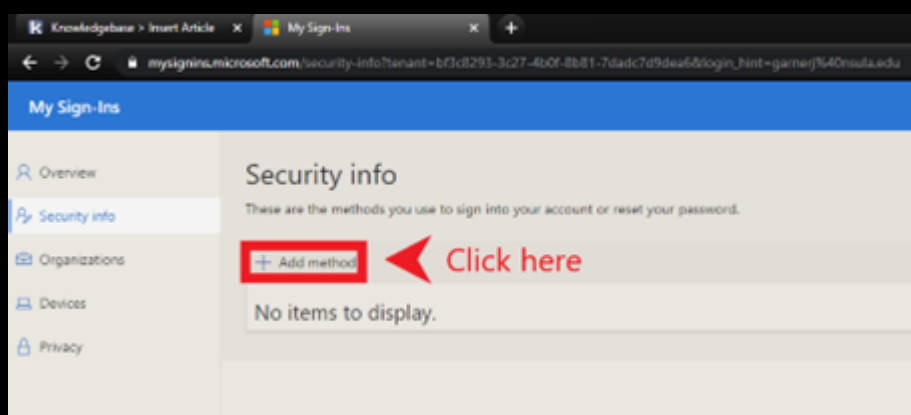 Knowledgebase > Insert Article
My Sign-Ins
mysignins.microsoft.com/security-info?tenant=bf3c8293-3c27-4b0f-8b81-7dadc7d9dea6&login_hint=garnerj%40nsula.edu
My Sign-Ins
Overview
Security info
Organizations
Devices
Privacy
Security info
These are the methods you use to sign into your account or reset your password.
+ Add method
Click here
No items to display.